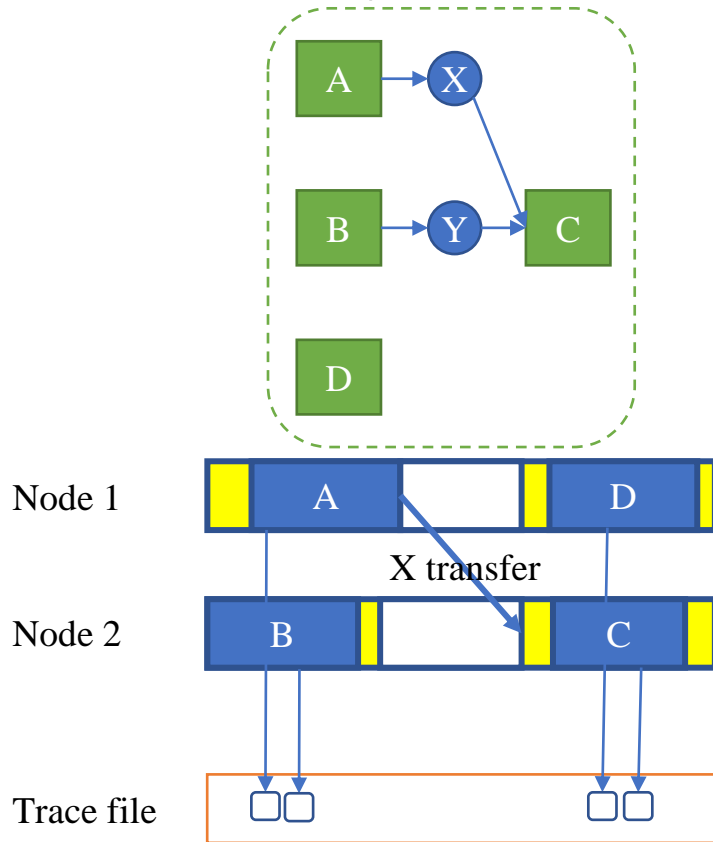 A X
B Y C
D
Node 1 A D
X transfer
Node 2 B C
Trace file